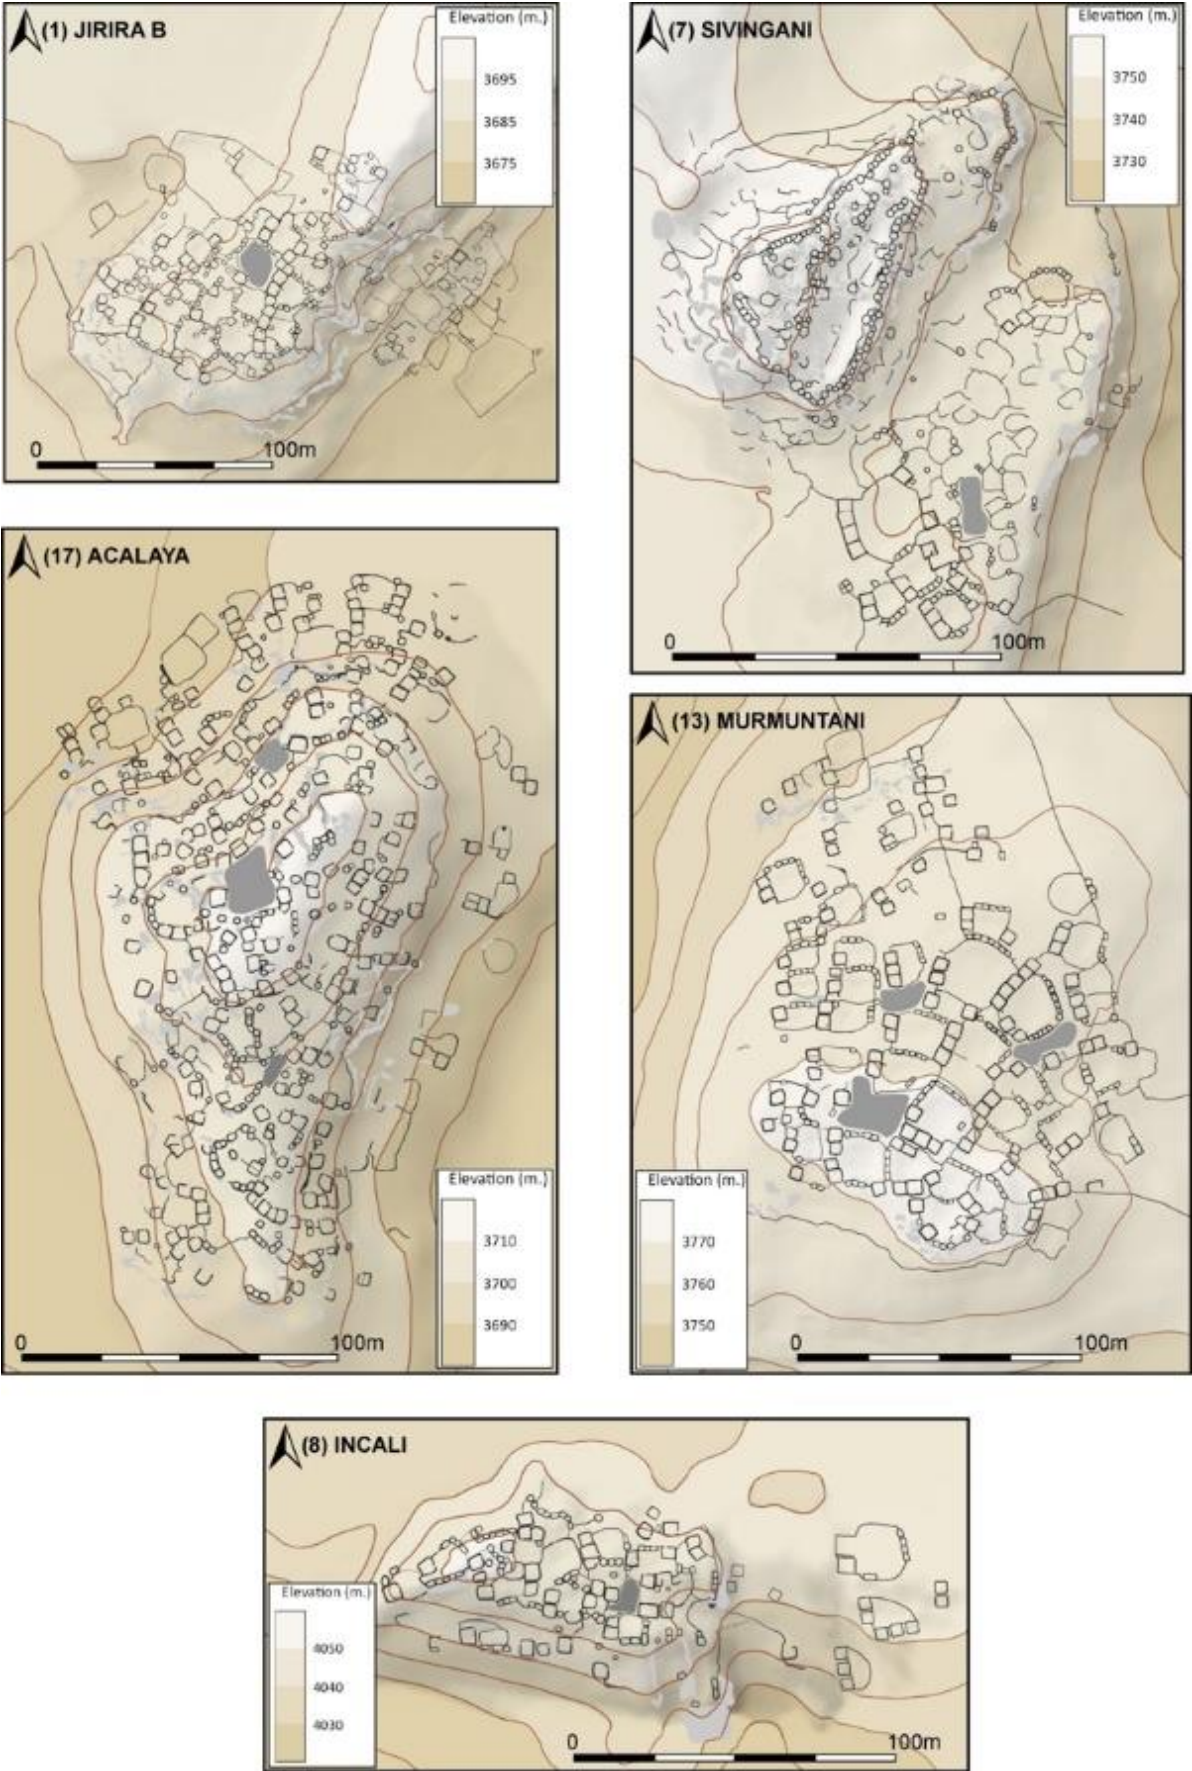 (1) JIRIRA B
Elevation (m.)
3695
3685
3675
0 100m
(7) SIVINGANI
Elevation (m.)
3750
3740
3730
0 100m
(17) ACALAYA
Elevation (m.)
3710
3700
3690
0 100m
(13) MURMUNTANI
Elevation (m.)
3770
3760
3750
0 100m
(8) INCALI
Elevation (m.)
4050
4040
4030
0 100m